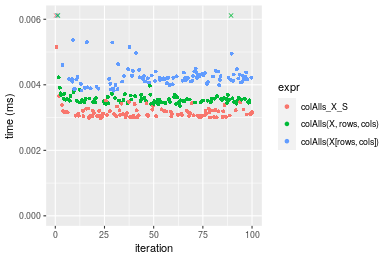 0.006
0.004
0.002
0.000
time (ms)
0
25
50
75
100
iteration
expr
colAlls_X_S
colAlls(X, rows, cols)
colAlls(X[rows, cols])